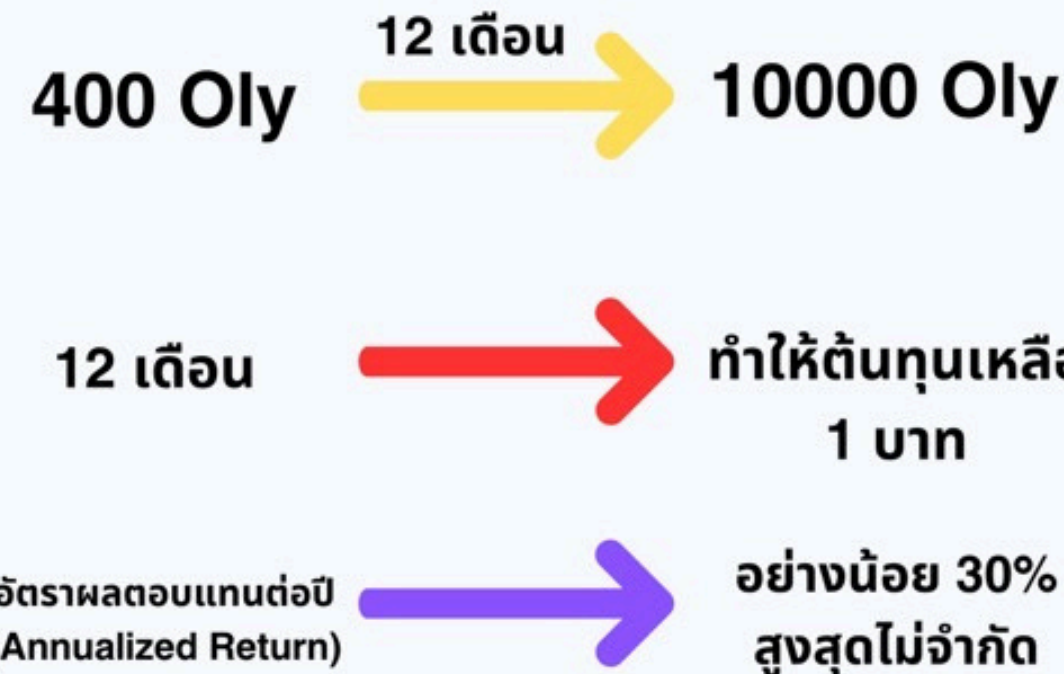 12 เดือน
400 Oly
10000 Oly
12 เดือน
ทำให้ต้นทุนเหลือ
1 บาท
อัตราผลตอบแทนต่อปี
Annualized Return)
อย่างน้อย 30%
สูงสุดไม่จำกัด